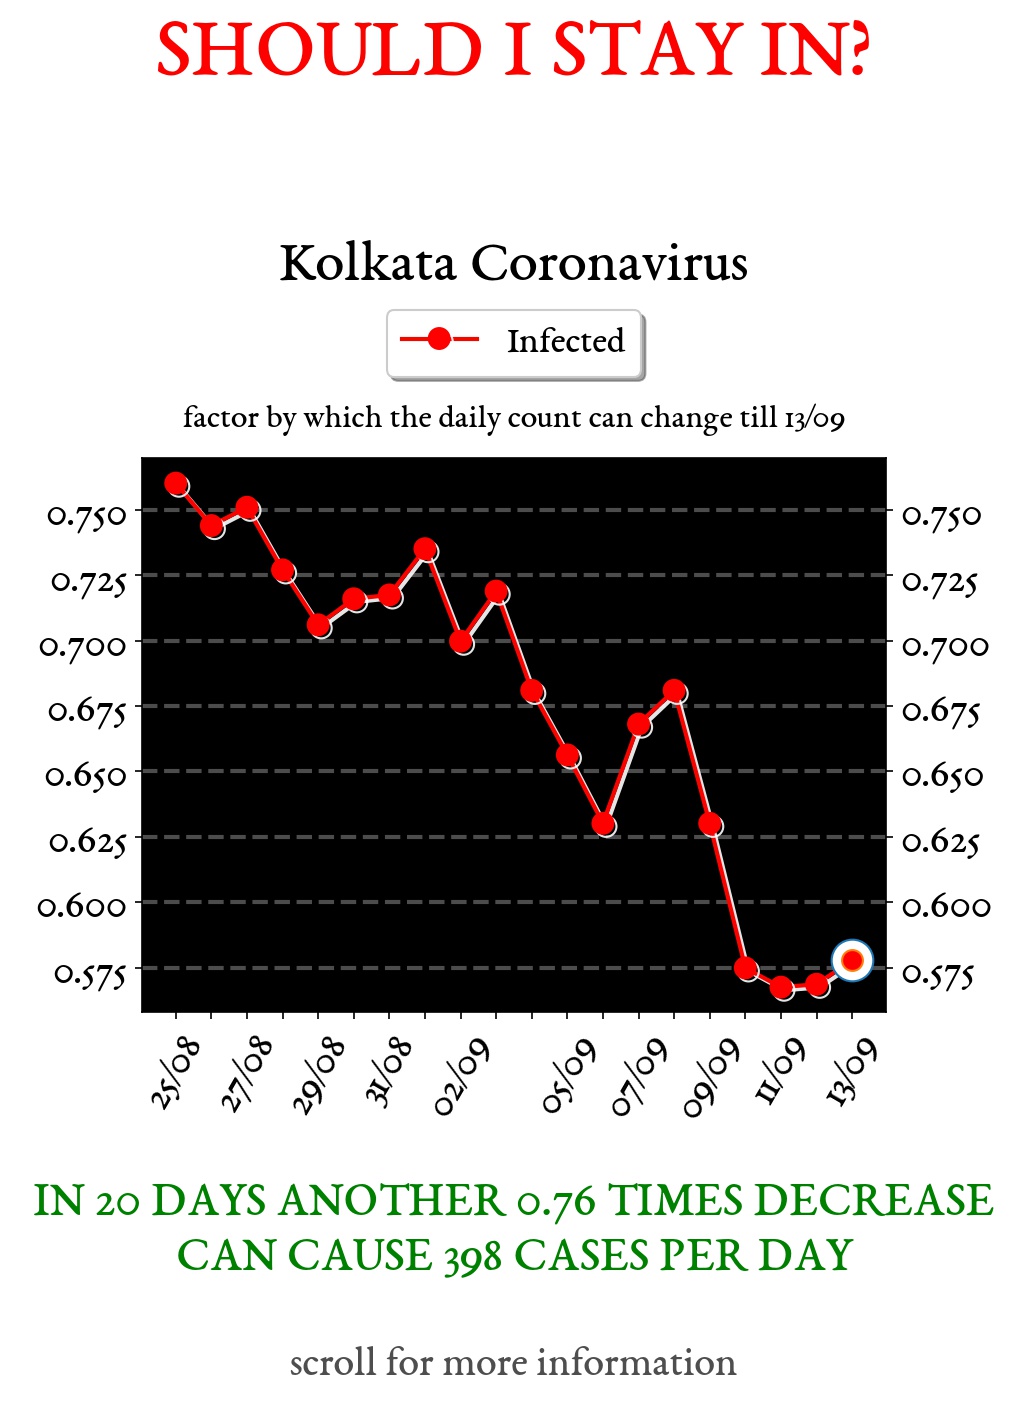 SHOULD I STAY IN?
Kolkata Coronavirus
Infected
factor by which the daily count can change till 13/09
0.750 0.750
0.725 0.725
0.700 0.700
0.675 0.675
0.650 0.650
0.625 0.625
0.600 0.600
0.575 0.575
25/08 27/08 29/08 31/08 02/09 05/09 07/09 09/09 11/09 13/09
IN 20 DAYS ANOTHER 0.76 TIMES DECREASE
CAN CAUSE 398 CASES PER DAY
scroll for more information